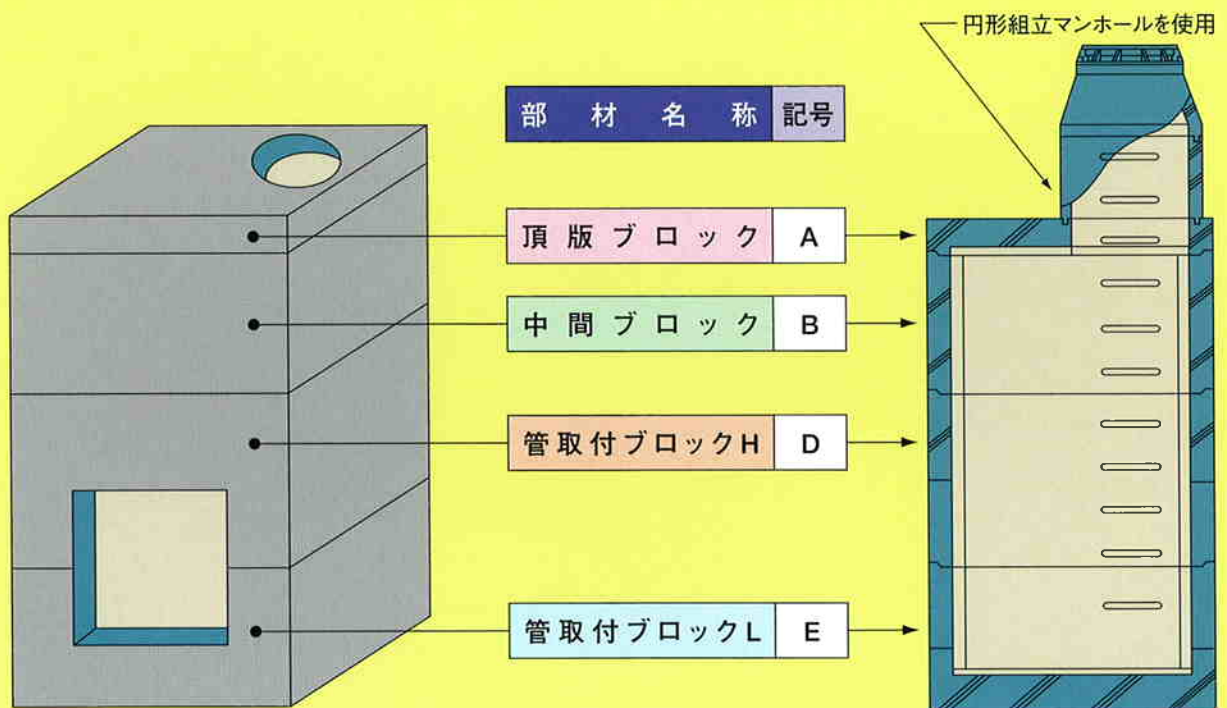 円形組立マンホールを使用
部材名称 記号
頂版ブロック A
中間ブロック B
管取付ブロックH D
管取付ブロックL E